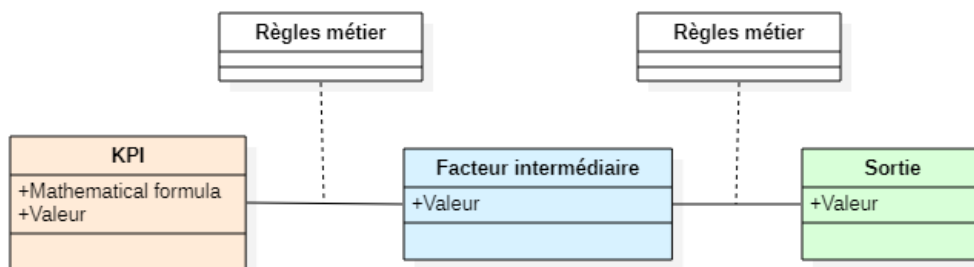 Règles métier
Règles métier
KPI
+Mathematical formula
+Valeur
Facteur intermédiaire
+Valeur
Sortie
+Valeur